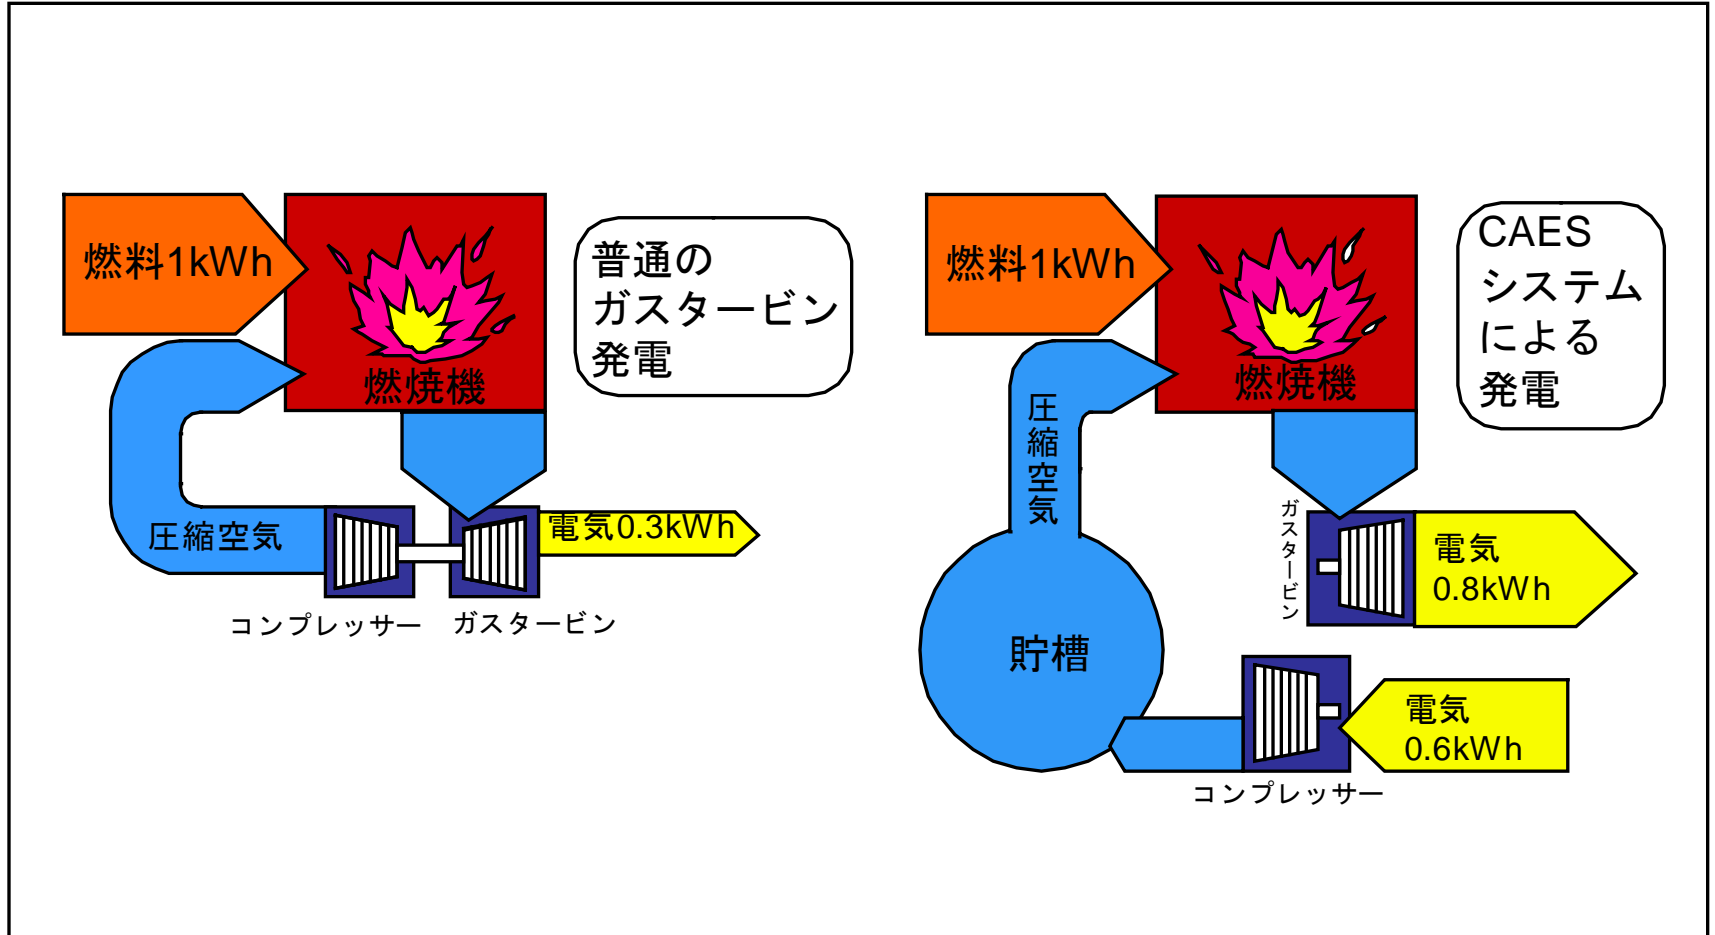 燃料1kWh
燃焼機
普通の
ガスタービン
発電
圧縮空気
電気0.3kWh
コンプレッサー
ガスタービン
燃料1kWh
燃焼機
CAES
システム
による
発電
圧縮空気
ガスタービン
電気
0.8kWh
貯槽
電気
0.6kWh
コンプレッサー